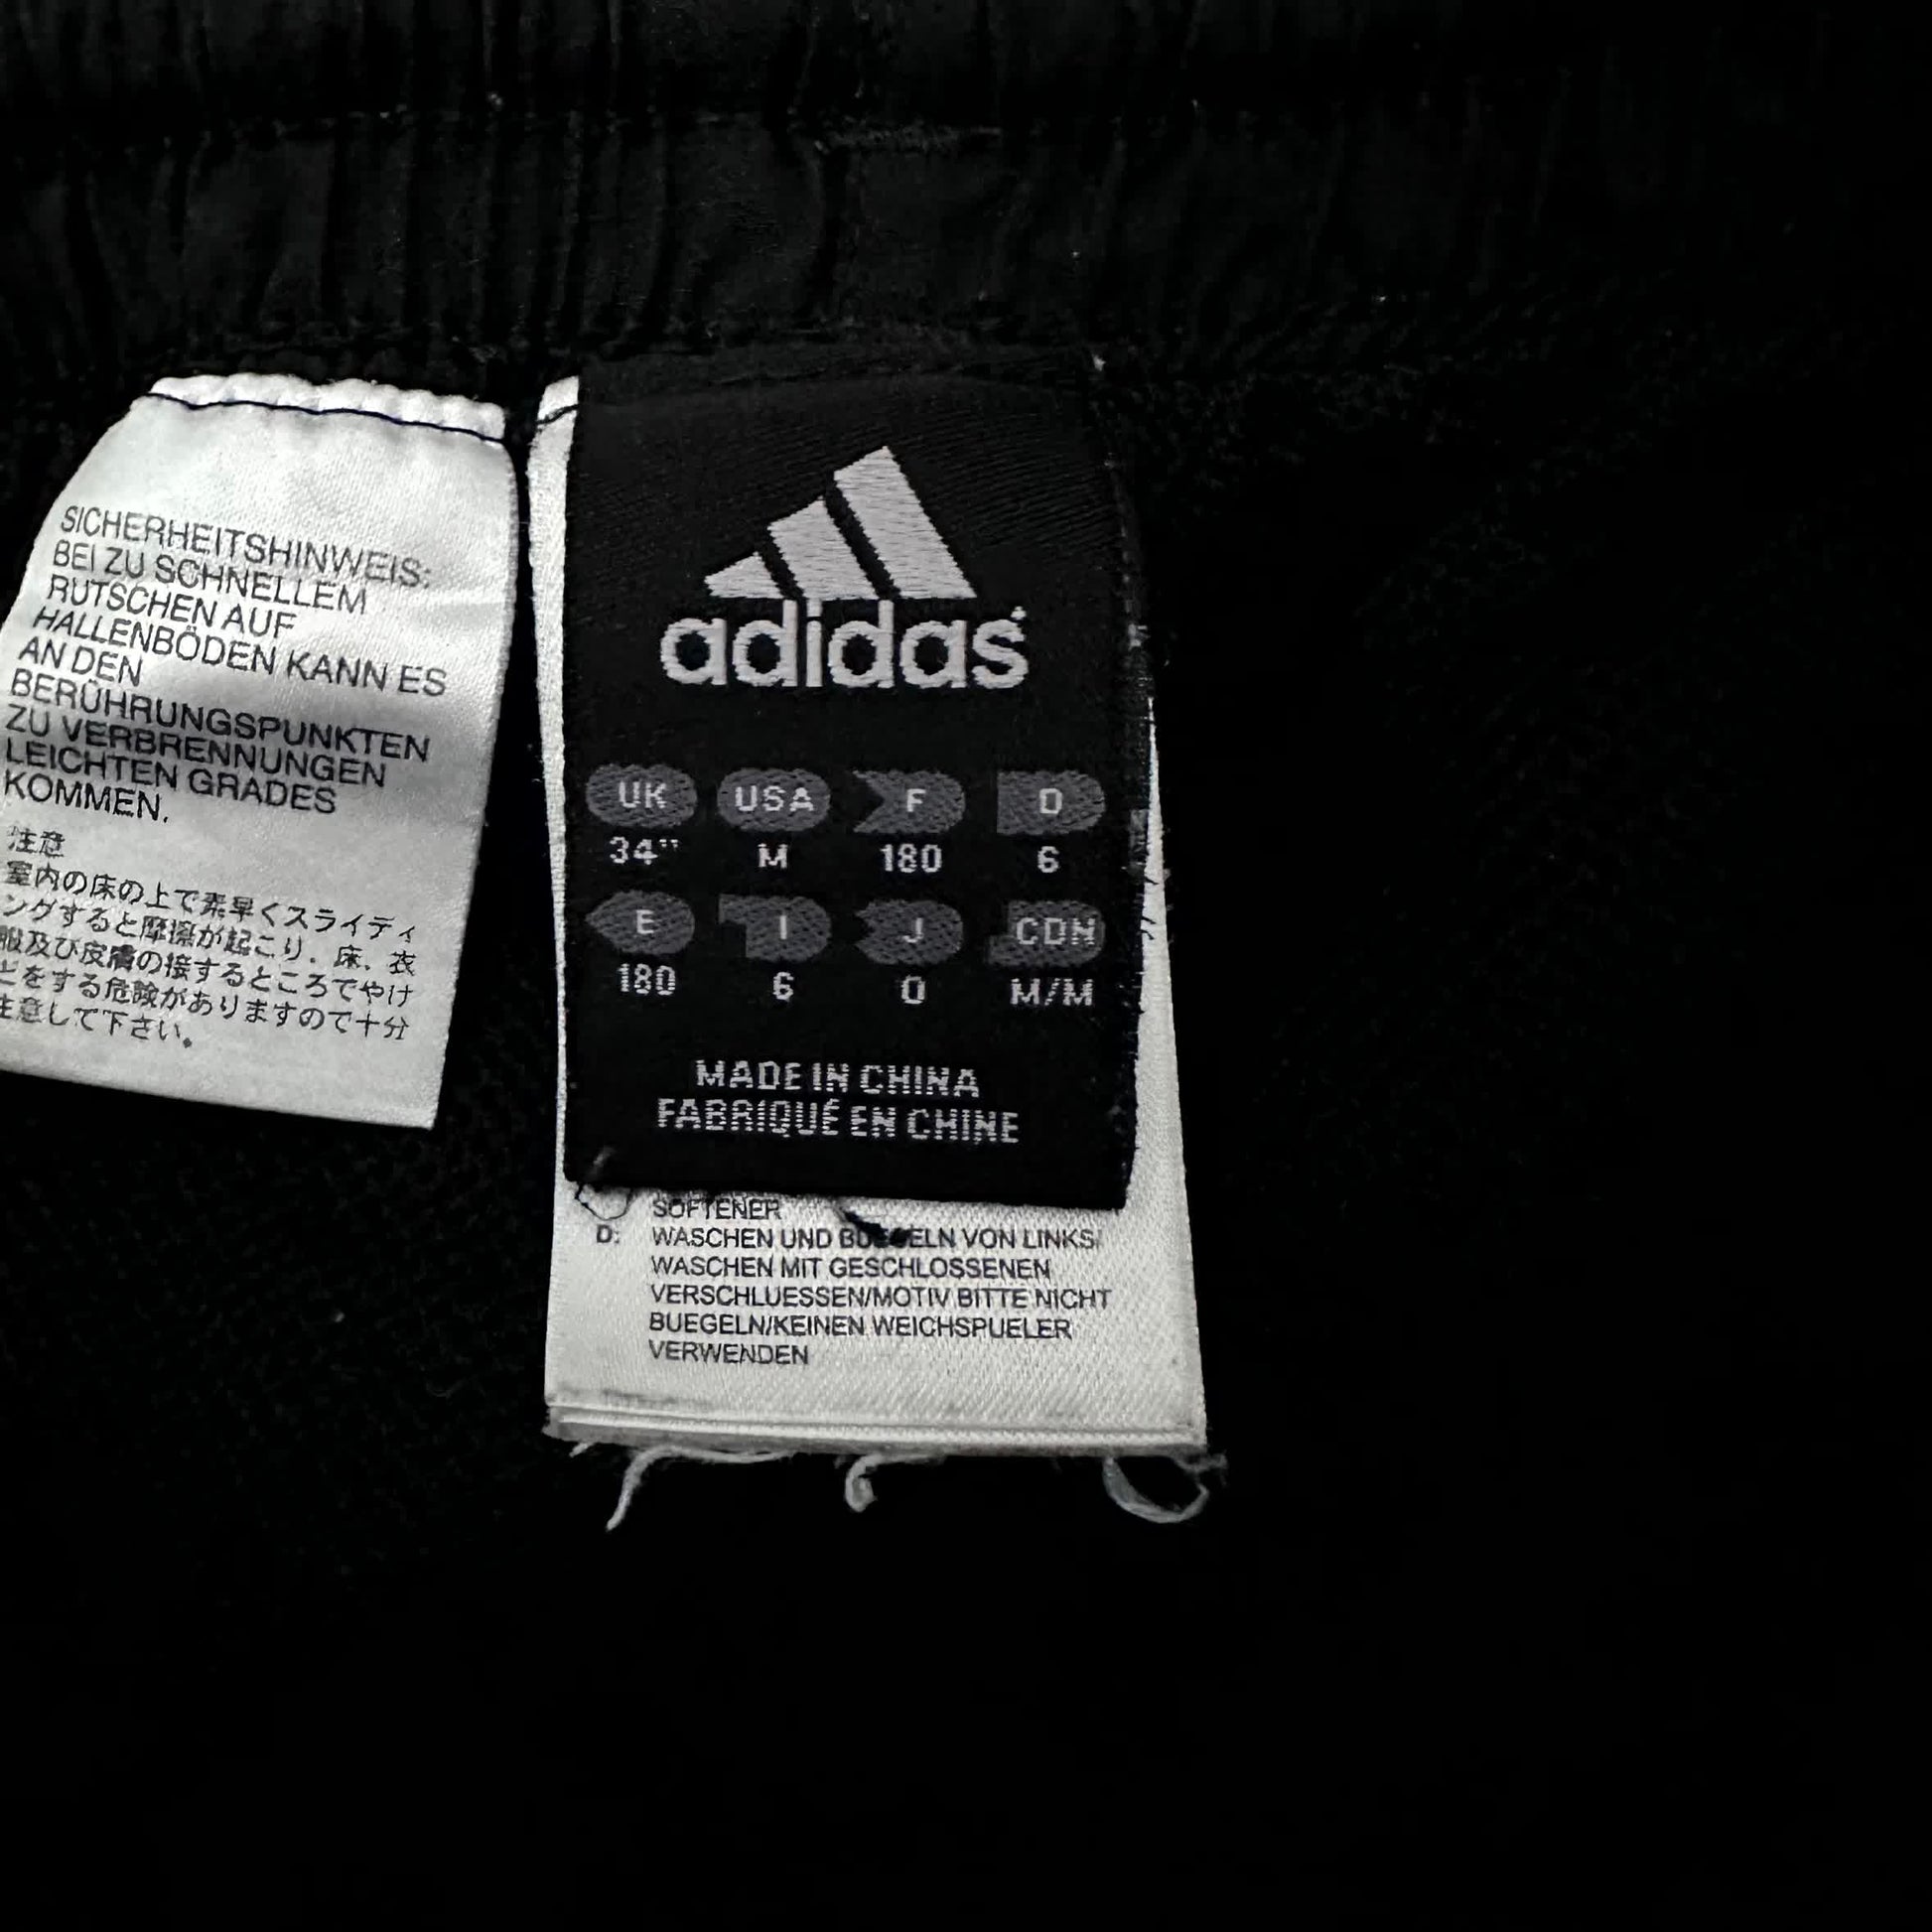 SICHERHEITSHINWEIS:
BEI ZU SCHNELLEM
RUTSCHEN AUF
HALLENBÖDEN KANN ES
AN DEN
BERÜHRUNGSPUNKTEN
ZU VERBRENNUNGEN
LEICHTEN GRADES
KOMMEN.
注意
室内の床の上で素早くスライディ
ングすると摩擦が起こり、床、衣
服及び皮膚の接するところでやけ
どをする危険がありますので十分
注意して下さい。
adidas
UK USA F D
34" M 180 6
E I J CDN
180 6 O M/M
MADE IN CHINA
FABRIQUÉ EN CHINE
SOFTENER
D: WASCHEN UND BUEGELN VON LINKS/
WASCHEN MIT GESCHLOSSENEN
VERSCHLUESSEN/MOTIV BITTE NICHT
BUEGELN/KEINEN WEICHSPUELER
VERWENDEN